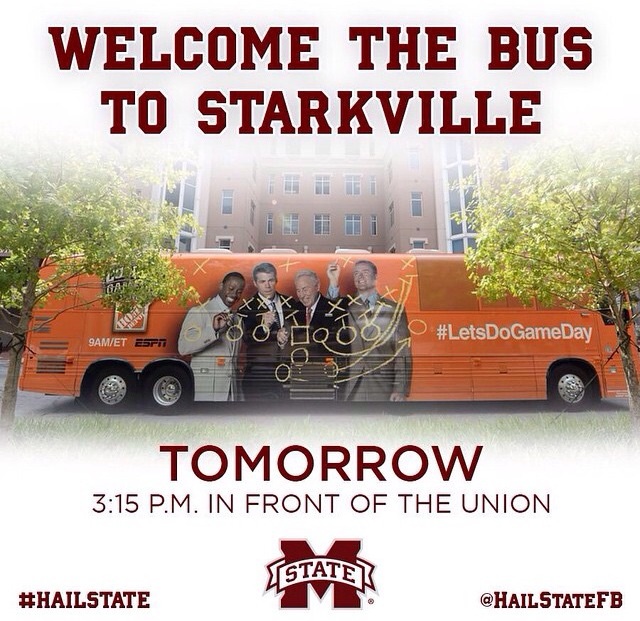 WELCOME THE BUS
TO STARKVILLE
9AM/ET ESPN
#LetsDoGameDay
TOMORROW
3:15 P.M. IN FRONT OF THE UNION
STATE
#HAILSTATE
@HAILSTATEFB